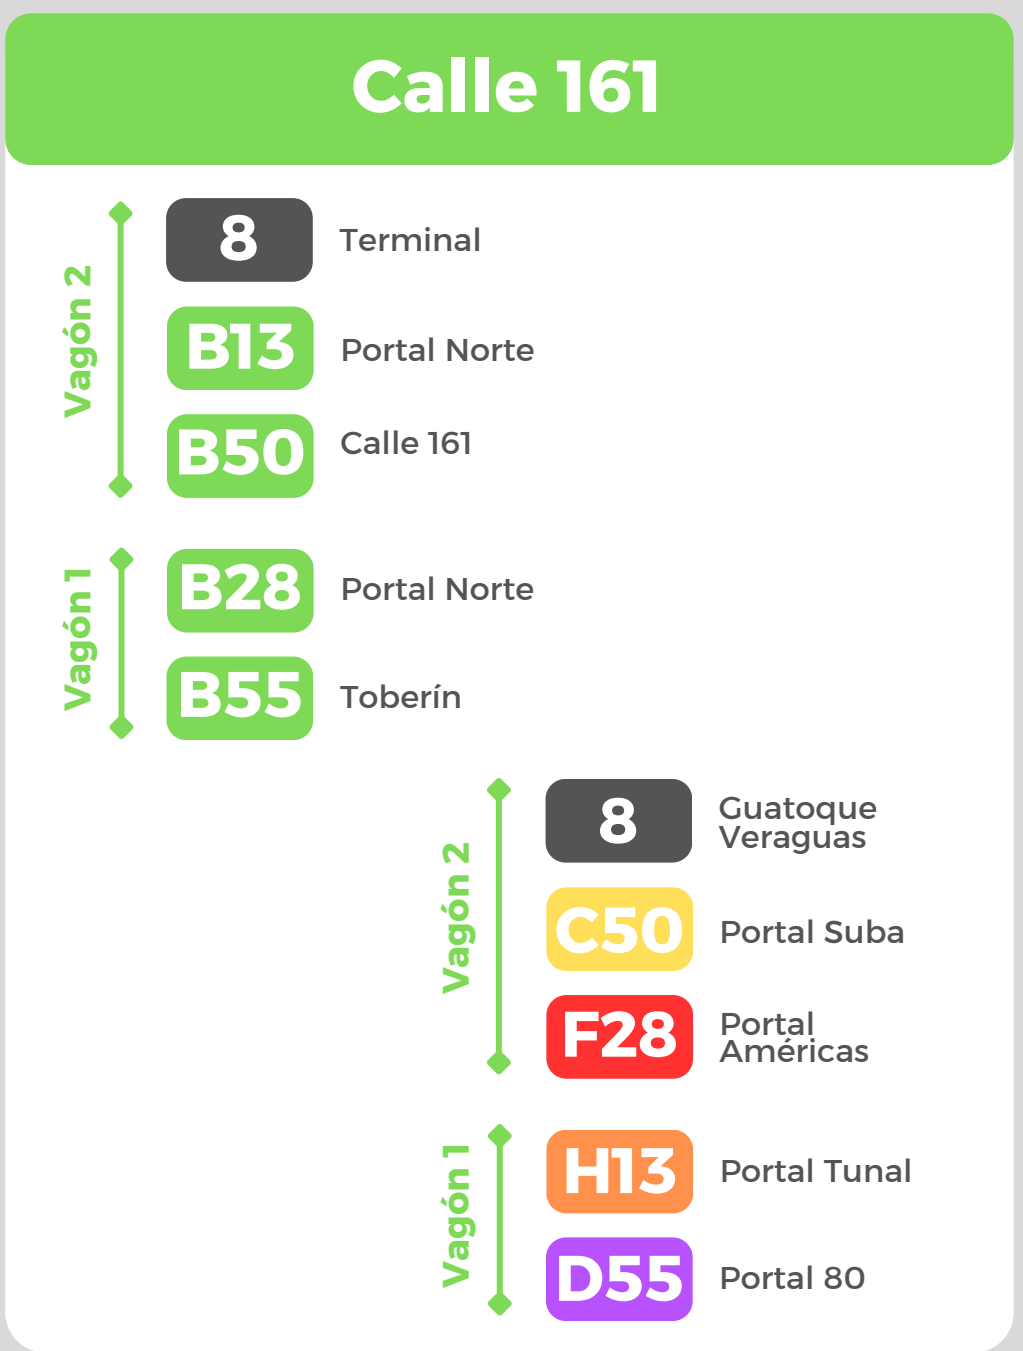 Calle 161
Vagón 2
8
Terminal
B13
Portal Norte
B50
Calle 161
Vagón 1
B28
Portal Norte
B55
Toberín
Vagón 2
8
Guatoque
Veraguas
C50
Portal Suba
F28
Portal
Américas
Vagón 1
H13
Portal Tunal
D55
Portal 80